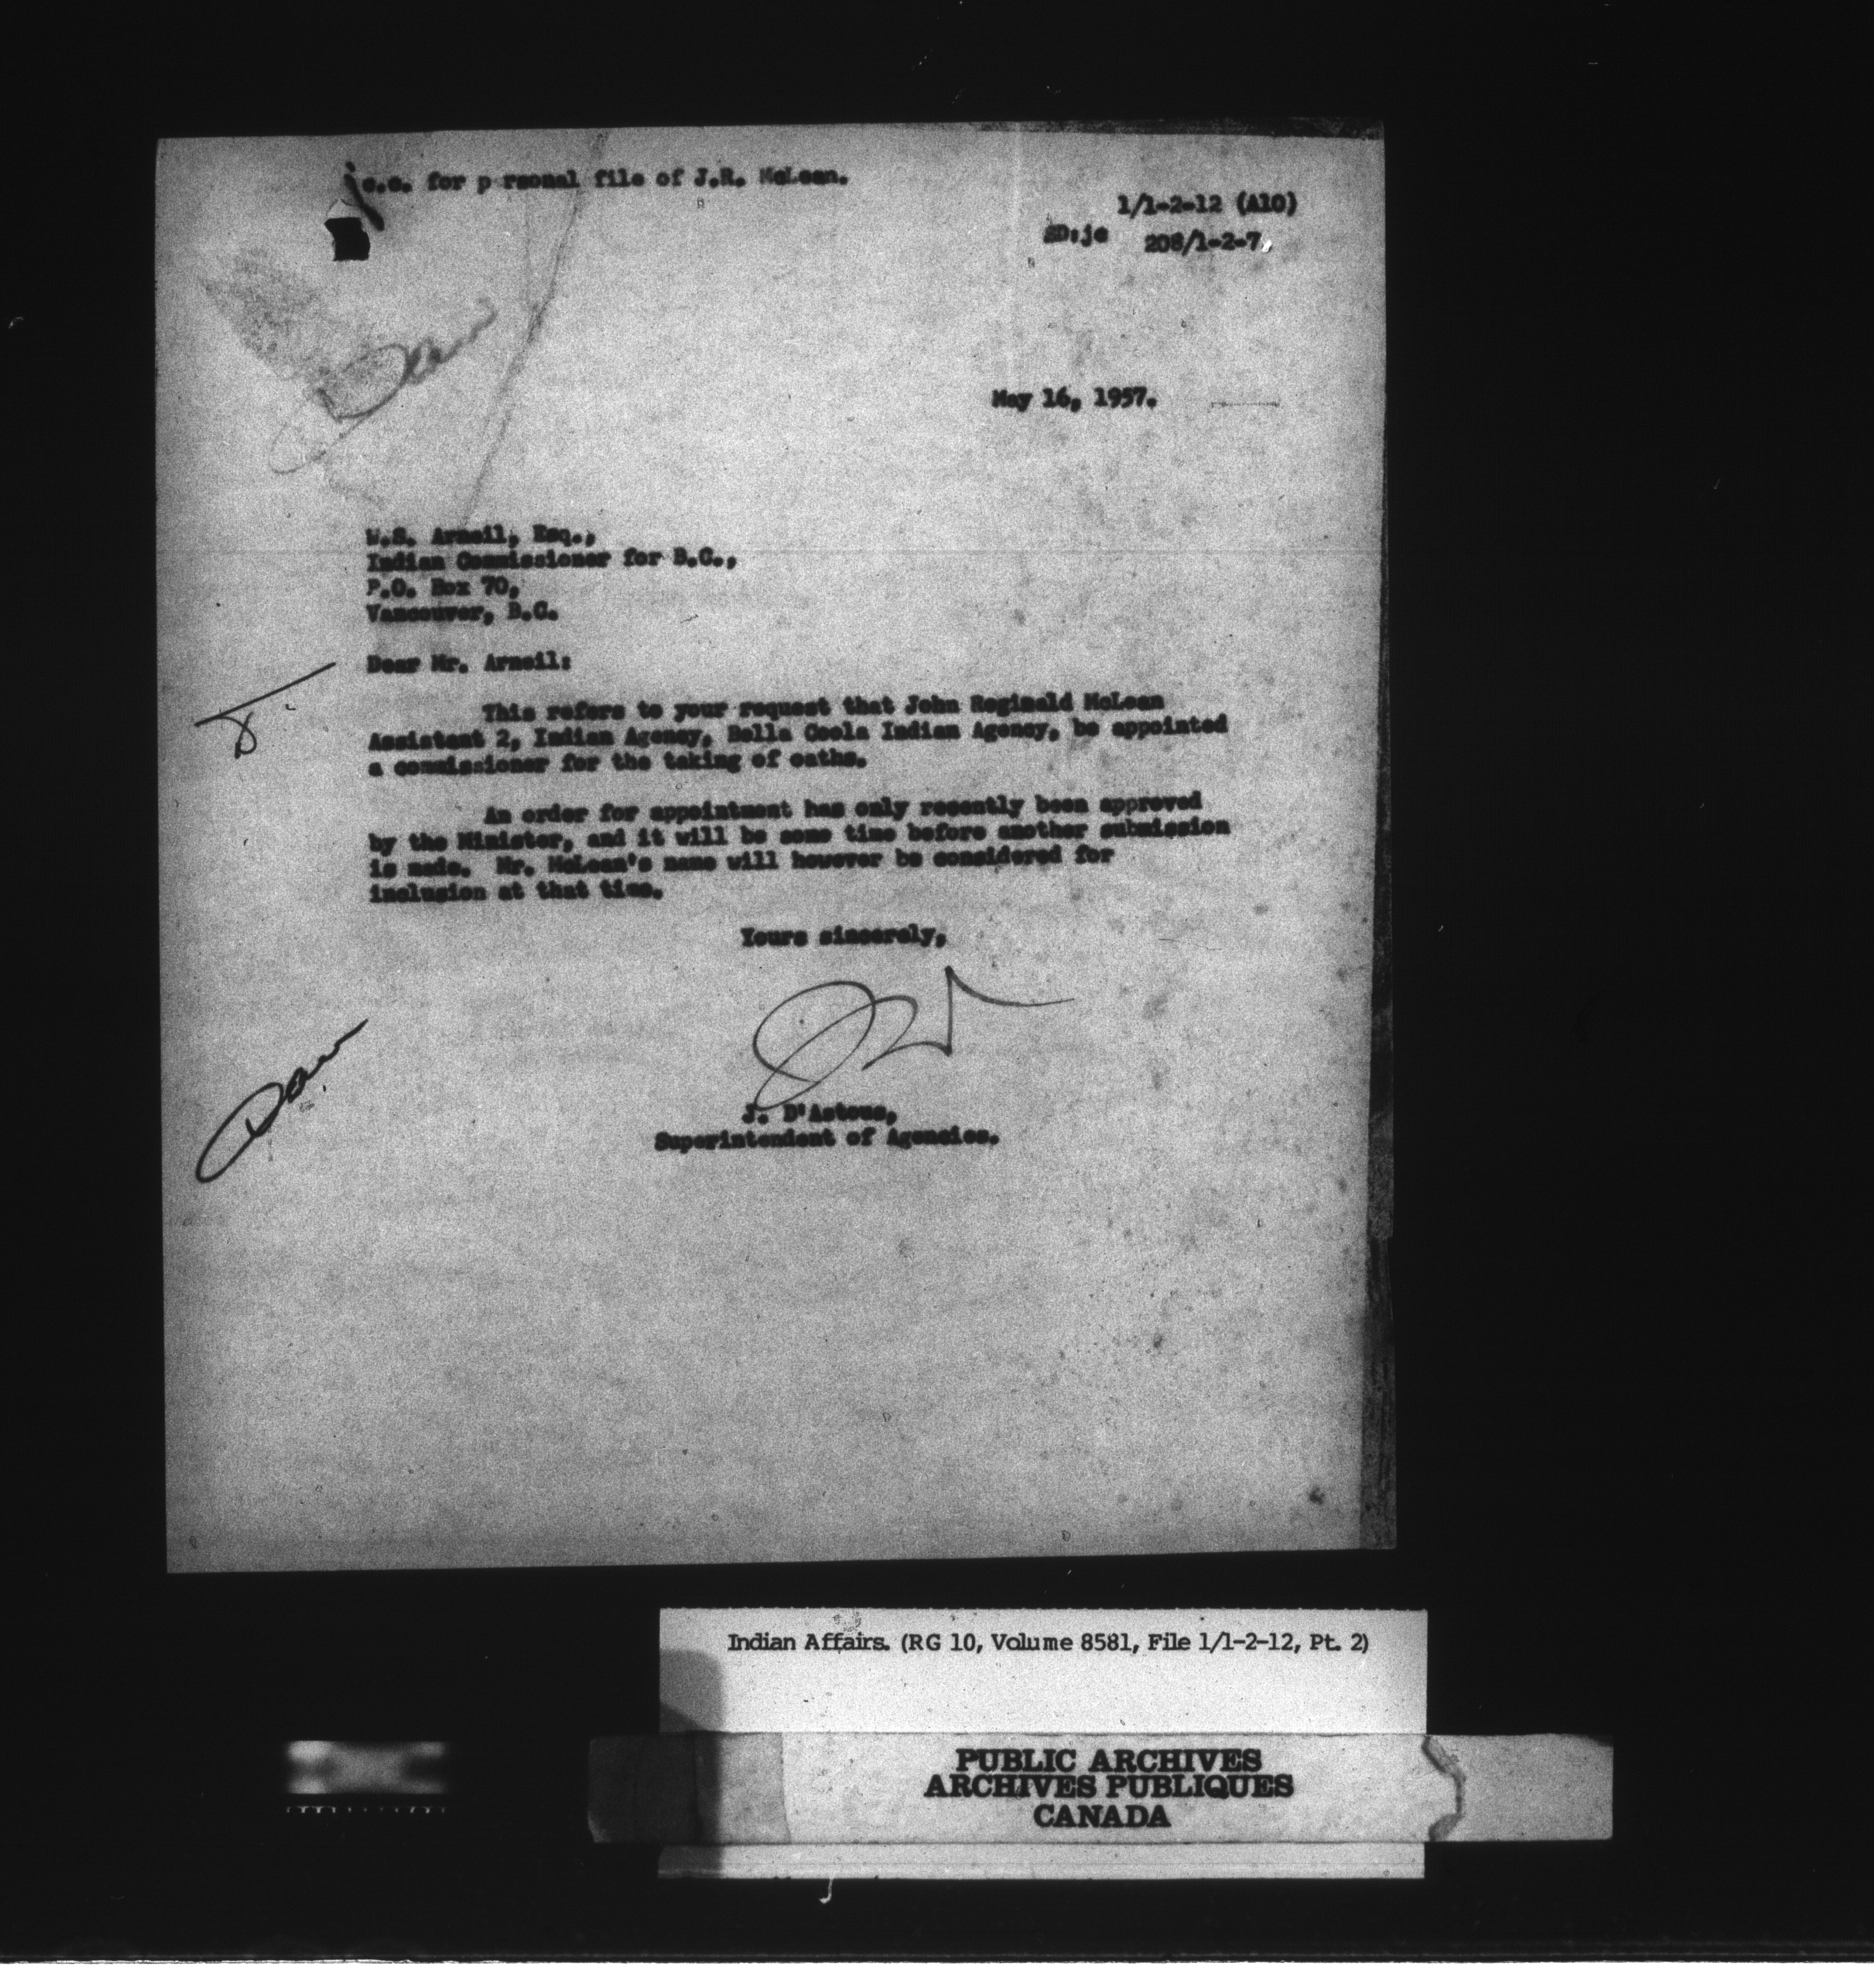 c.c. for p rsonal file of J.R. McLean.
1/1-2-12 (A10)
SD:jc 208/1-2-7
May 16, 1957.
W.S. Arneil, Esq.,
Indian Commissioner for B.C.,
P.O. Box 70,
Vancouver, B.C.
Dear Mr. Arneil:
This refers to your request that John Reginald McLean
Assistant 2, Indian Agency, Bella Coola Indian Agency, be appointed
a commissioner for the taking of oaths.
An order for appointment has only recently been approved
by the Minister, and it will be some time before another submission
is made. Mr. McLean's name will however be considered for
inclusion at that time.
Yours sincerely,
J. D'Astous,
Superintendent of Agencies.
Indian Affairs. (RG 10, Volume 8581, File 1/1-2-12, Pt. 2)
PUBLIC ARCHIVES
ARCHIVES PUBLIQUES
CANADA